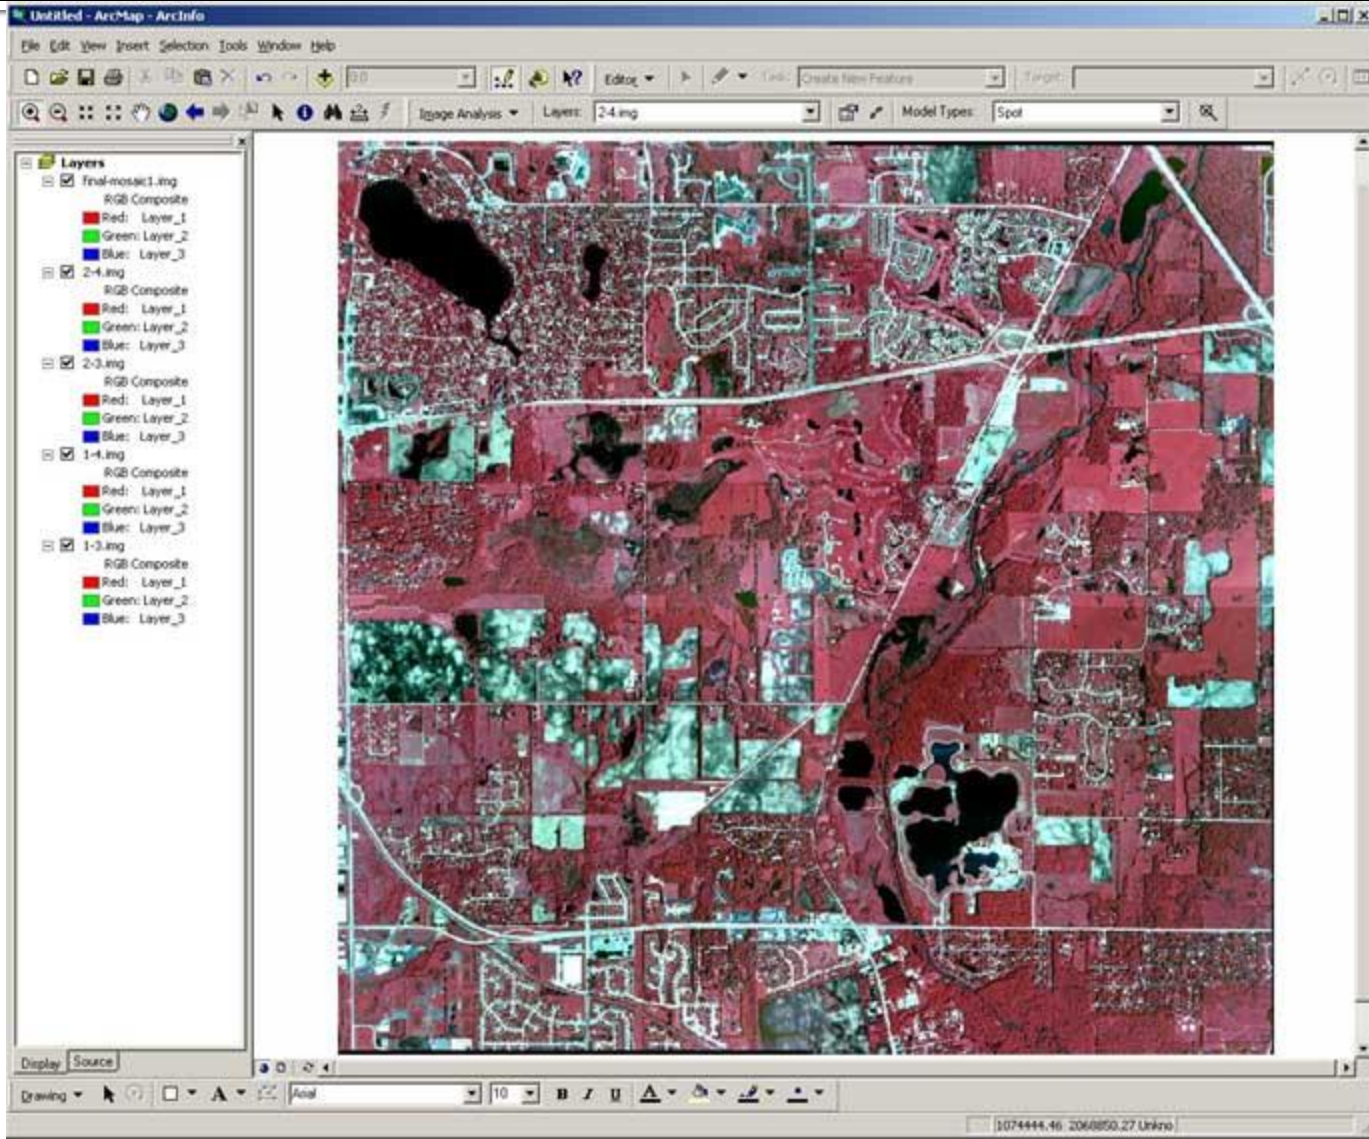 Untitled - ArcMap - ArcInfo
File Edit View Insert Selection Tools Window Help
0.0 Editor Task: Create New Feature Target:
Image Analysis Layers: 2-4.img Model Types: Spot
Layers
final-mosaic1.img
RGB Composite
Red: Layer_1
Green: Layer_2
Blue: Layer_3
2-4.img
RGB Composite
Red: Layer_1
Green: Layer_2
Blue: Layer_3
2-3.img
RGB Composite
Red: Layer_1
Green: Layer_2
Blue: Layer_3
1-4.img
RGB Composite
Red: Layer_1
Green: Layer_2
Blue: Layer_3
1-3.img
RGB Composite
Red: Layer_1
Green: Layer_2
Blue: Layer_3
Display Source
Drawing A Arial 10 B I U A
1074444.46 2068850.27 Unkno